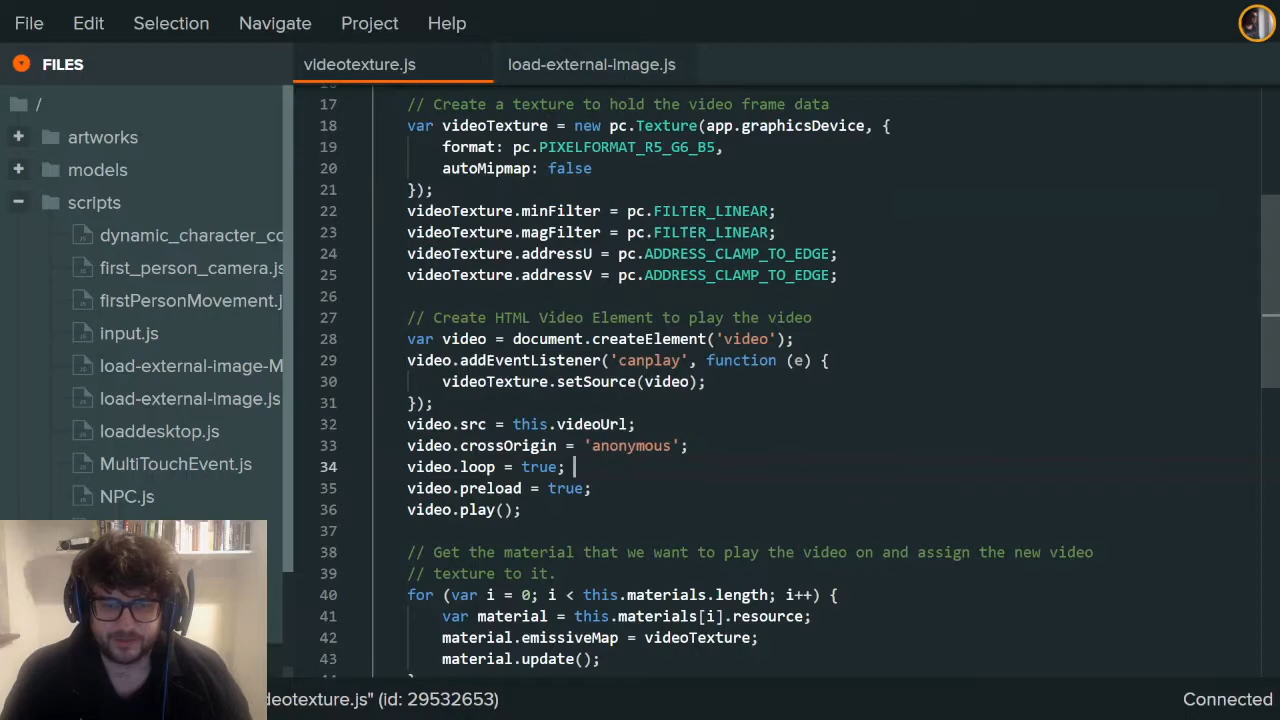 File Edit Selection Navigate Project Help
FILES
videotexture.js load-external-image.js
/
artworks
models
scripts
dynamic_character_cc
first_person_camera.js
firstPersonMovement.j
input.js
load-external-image-M
load-external-image.js
loaddesktop.js
MultiTouchEvent.js
NPC.js
17 // Create a texture to hold the video frame data
18 var videoTexture = new pc.Texture(app.graphicsDevice, {
19 format: pc.PIXELFORMAT_R5_G6_B5,
20 autoMipmap: false
21 });
22 videoTexture.minFilter = pc.FILTER_LINEAR;
23 videoTexture.magFilter = pc.FILTER_LINEAR;
24 videoTexture.addressU = pc.ADDRESS_CLAMP_TO_EDGE;
25 videoTexture.addressV = pc.ADDRESS_CLAMP_TO_EDGE;
26
27 // Create HTML Video Element to play the video
28 var video = document.createElement('video');
29 video.addEventListener('canplay', function (e) {
30 videoTexture.setSource(video);
31 });
32 video.src = this.videoUrl;
33 video.crossOrigin = 'anonymous';
34 video.loop = true;
35 video.preload = true;
36 video.play();
37
38 // Get the material that we want to play the video on and assign the new video
39 // texture to it.
40 for (var i = 0; i < this.materials.length; i++) {
41 var material = this.materials[i].resource;
42 material.emissiveMap = videoTexture;
43 material.update();
deotexture.js" (id: 29532653)
Connected